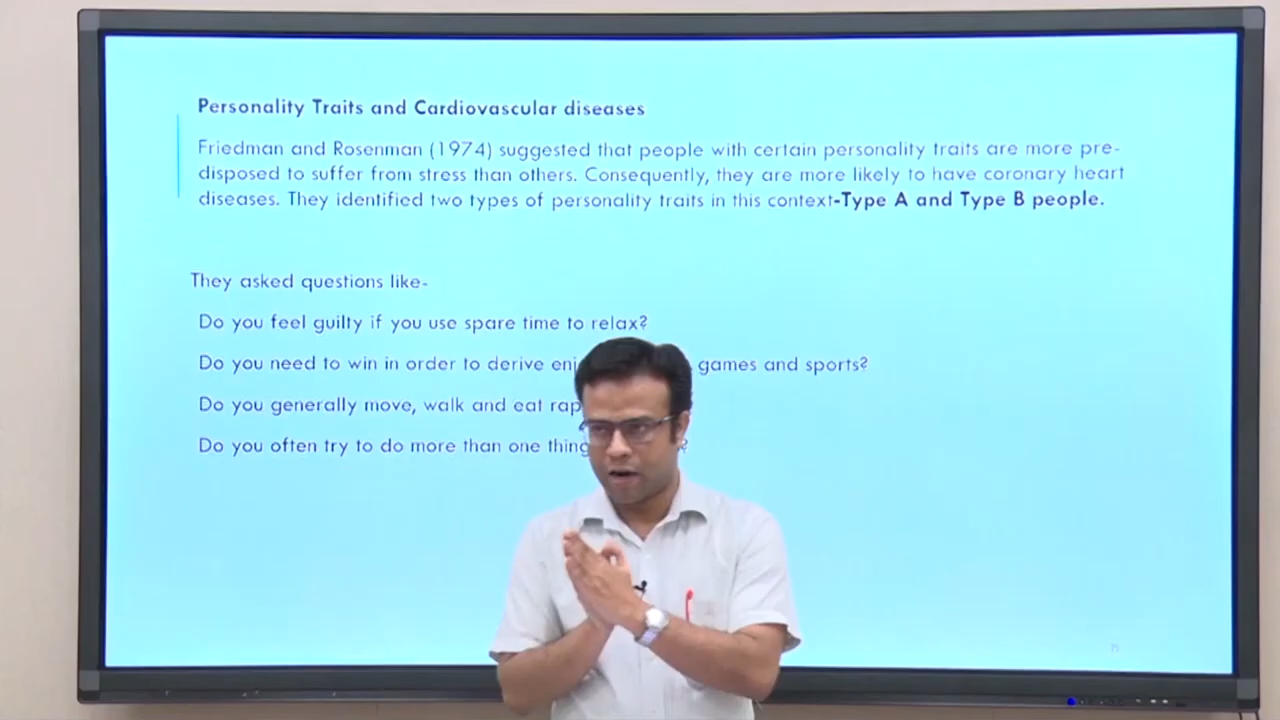 Personality Traits and Cardiovascular diseases
Friedman and Rosenman (1974) suggested that people with certain personality traits are more pre-
disposed to suffer from stress than others. Consequently, they are more likely to have coronary heart
diseases. They identified two types of personality traits in this context-Type A and Type B people.
They asked questions like-
Do you feel guilty if you use spare time to relax?
Do you need to win in order to derive games and sports?
Do you generally move, walk and eat
Do you often try to do more than one